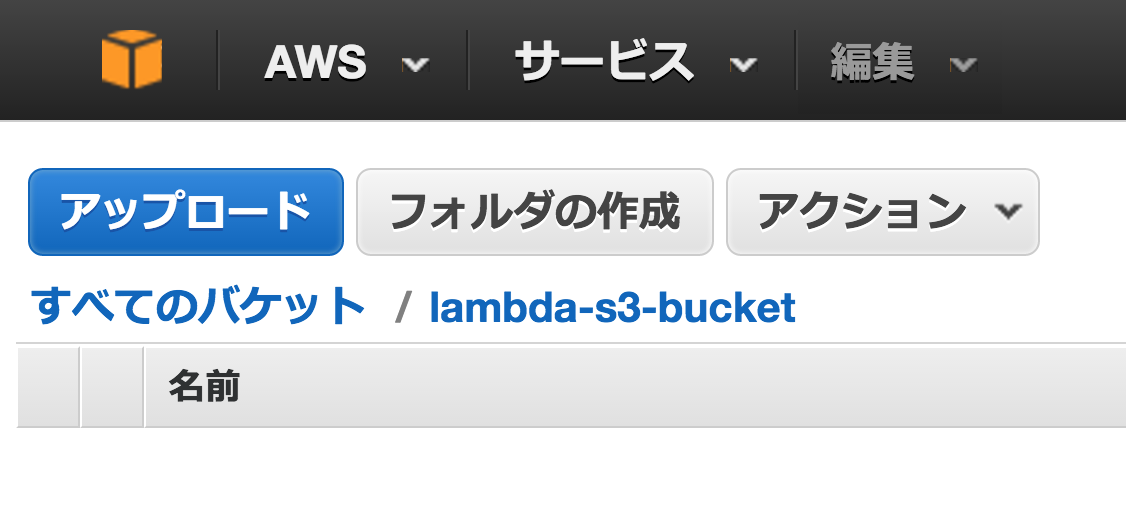 AWS サービス 編集
アップロード フォルダの作成 アクション
すべてのバケット / lambda-s3-bucket
名前